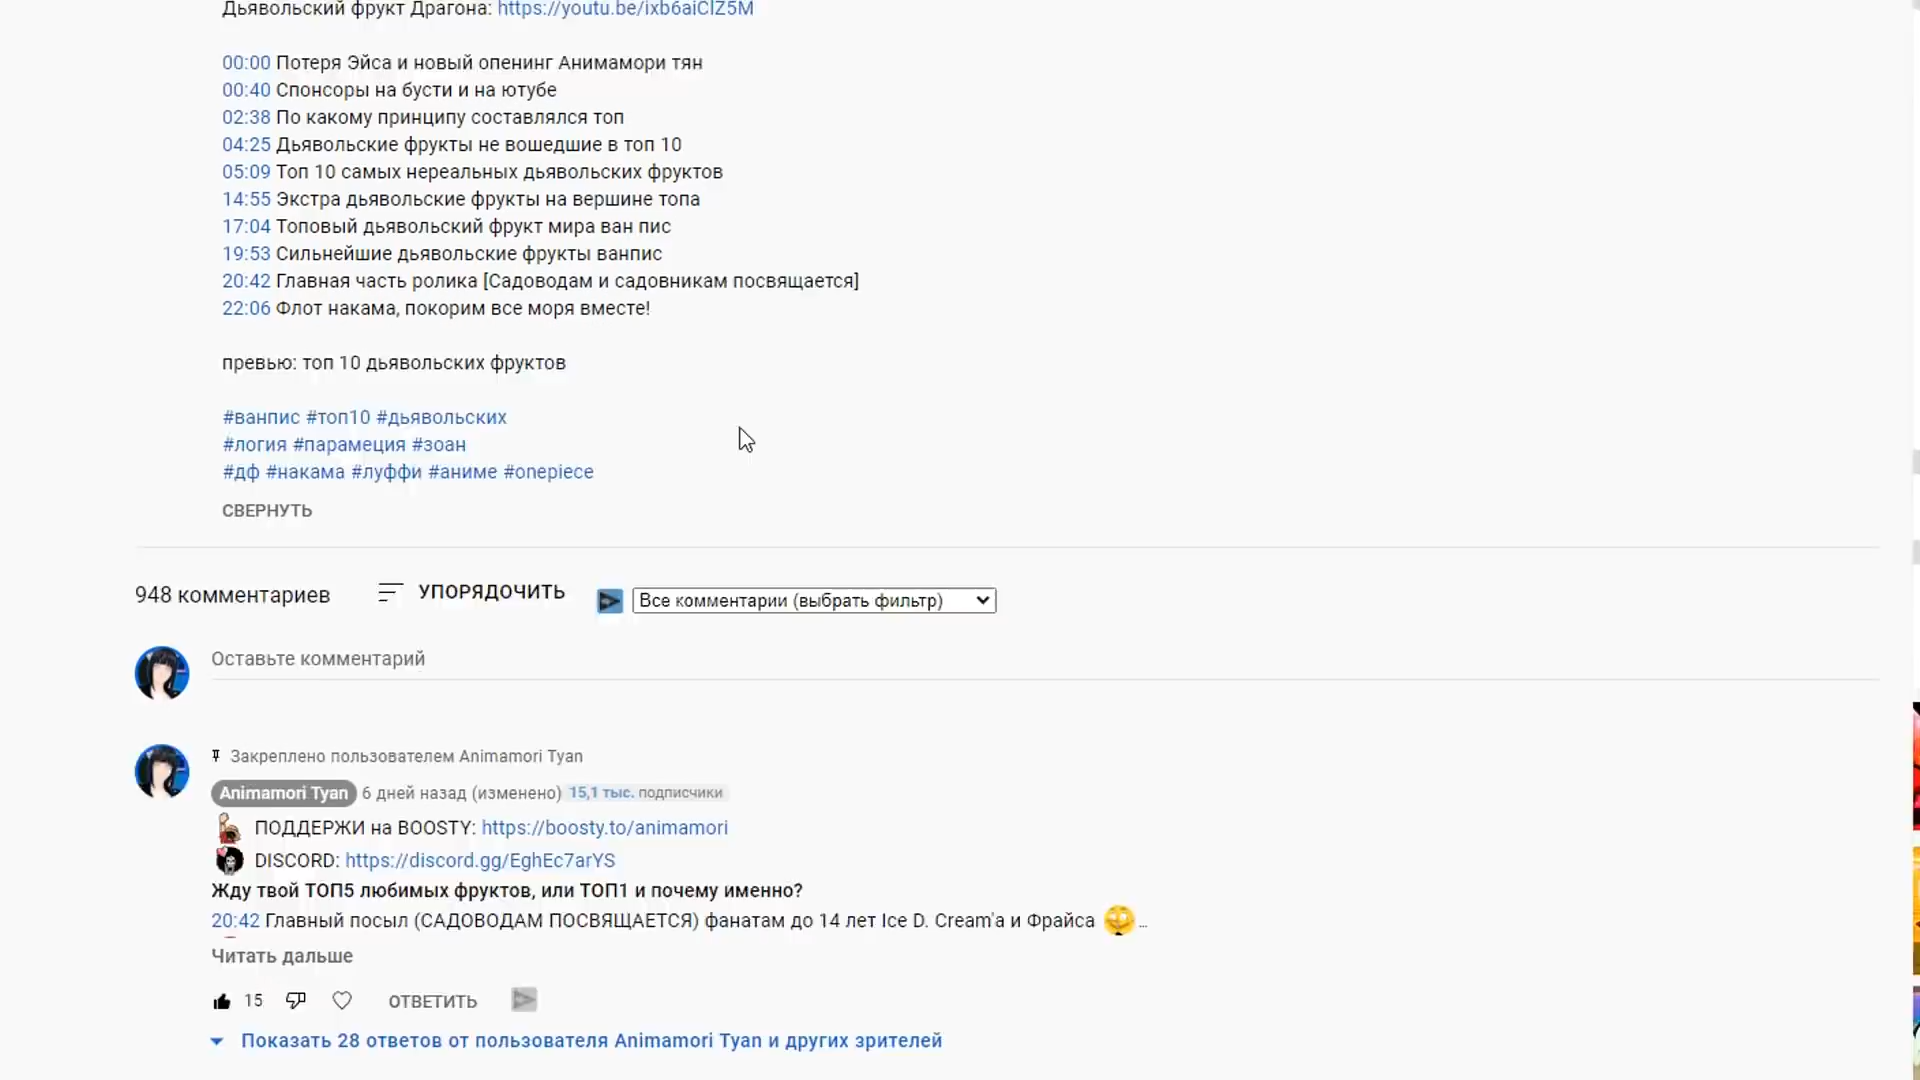 Дьявольский фрукт Драгона: https://youtu.be/ixb6aiClZ5M
00:00 Потеря Эйса и новый опенинг Анимамори тян
00:40 Спонсоры на бусти и на ютубе
02:38 По какому принципу составлялся топ
04:25 Дьявольские фрукты не вошедшие в топ 10
05:09 Топ 10 самых нереальных дьявольских фруктов
14:55 Экстра дьявольские фрукты на вершине топа
17:04 Топовый дьявольский фрукт мира ван пис
19:53 Сильнейшие дьявольские фрукты ванпис
20:42 Главная часть ролика [Садоводам и садовникам посвящается]
22:06 Флот накама, покорим все моря вместе!
превью: топ 10 дьявольских фруктов
#ванпис #топ10 #дьявольских
#логия #парамеция #зоан
#дф #накама #луффи #аниме #onepiece
СВЕРНУТЬ
948 комментариев УПОРЯДОЧИТЬ Все комментарии (выбрать фильтр)
Оставьте комментарий
Закреплено пользователем Animamori Tyan
Animamori Tyan 6 дней назад (изменено) 15,1 тыс. подписчики
ПОДДЕРЖИ на BOOSTY: https://boosty.to/animamori
DISCORD: https://discord.gg/EghEc7arYS
Жду твой ТОП5 любимых фруктов, или ТОП1 и почему именно?
20:42 Главный посыл (САДОВОДАМ ПОСВЯЩАЕТСЯ) фанатам до 14 лет Ice D. Cream'a и Фрайса ...
Читать дальше
15 ОТВЕТИТЬ
Показать 28 ответов от пользователя Animamori Tyan и других зрителей